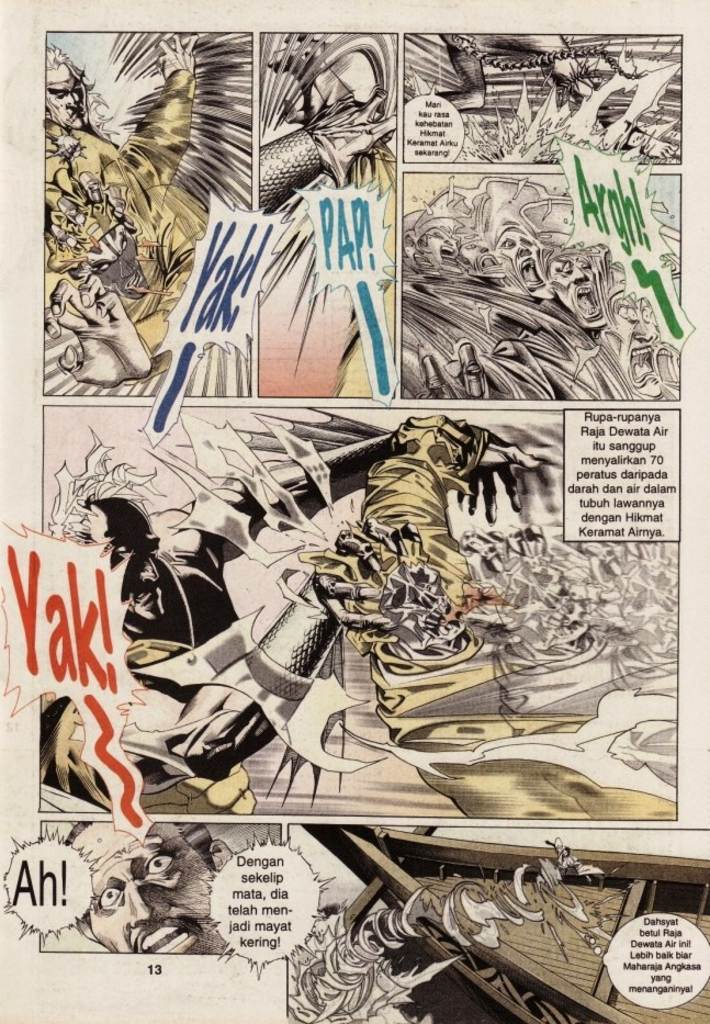 Yak!
PAP!
Mari
kau rasa
kehebatan
Hikmat
Keramat Airku
sekarang!
Argh!
Rupa-rupanya
Raja Dewata Air
itu sanggup
menyalirkan 70
peratus daripada
darah dan air dalam
tubuh lawannya
dengan Hikmat
Keramat Airnya.
Yak!
Ah!
Dengan
sekelip
mata, dia
telah men-
jadi mayat
kering!
Dahsyat
betul Raja
Dewata Air ini!
Lebih baik biar
Maharaja Angkasa
yang
menanganinya!
13